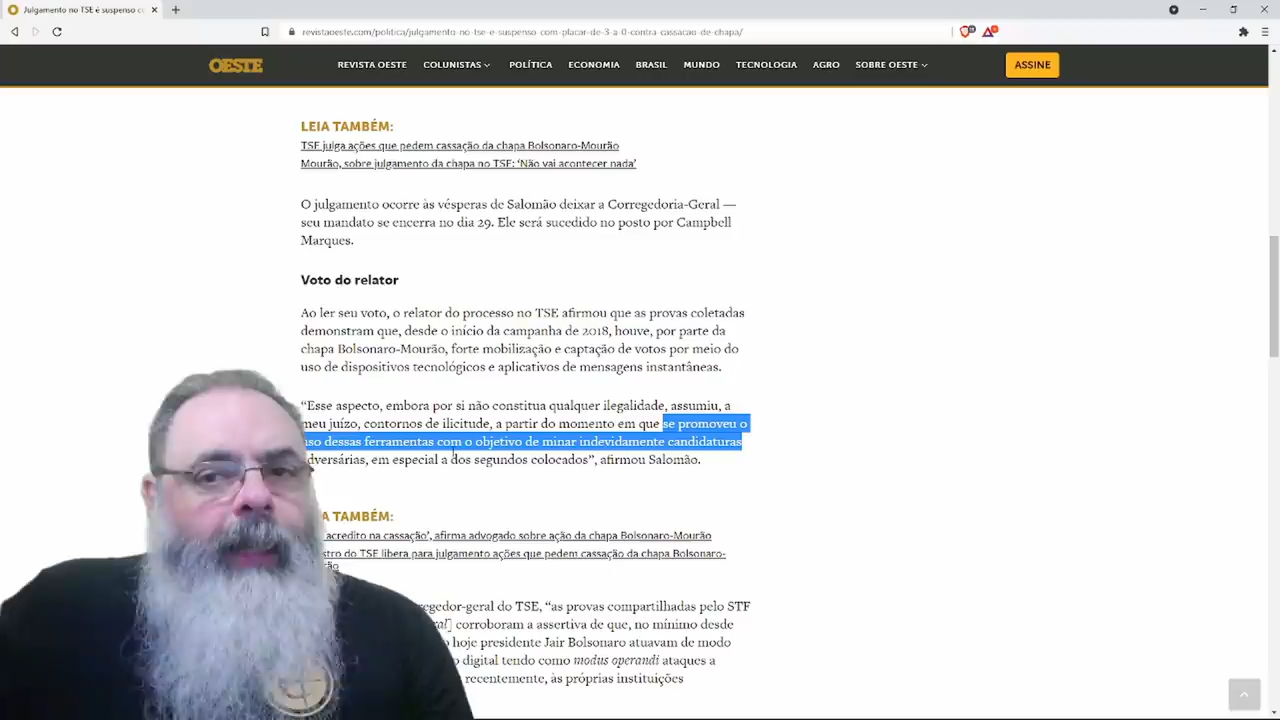 Julgamento no TSE é suspenso c
revistaoeste.com/politica/julgamento-no-tse-e-suspenso-com-placar-de-3-a-0-contra-cassacao-de-chapa/
OESTE
REVISTA OESTE COLUNISTAS POLÍTICA ECONOMIA BRASIL MUNDO TECNOLOGIA AGRO SOBRE OESTE ASSINE
LEIA TAMBÉM:
TSE julga ações que pedem cassação da chapa Bolsonaro-Mourão
Mourão, sobre julgamento da chapa no TSE: ‘Não vai acontecer nada’
O julgamento ocorre às vésperas de Salomão deixar a Corregedoria-Geral —
seu mandato se encerra no dia 29. Ele será sucedido no posto por Campbell
Marques.
Voto do relator
Ao ler seu voto, o relator do processo no TSE afirmou que as provas coletadas
demonstram que, desde o início da campanha de 2018, houve, por parte da
chapa Bolsonaro-Mourão, forte mobilização e captação de votos por meio do
uso de dispositivos tecnológicos e aplicativos de mensagens instantâneas.
“Esse aspecto, embora por si não constitua qualquer ilegalidade, assumiu, a
meu juízo, contornos de ilicitude, a partir do momento em que se promoveu o
uso dessas ferramentas com o objetivo de minar indevidamente candidaturas
adversárias, em especial a dos segundos colocados”, afirmou Salomão.
A TAMBÉM:
acredito na cassação’, afirma advogado sobre ação da chapa Bolsonaro-Mourão
stro do TSE libera para julgamento ações que pedem cassação da chapa Bolsonaro-
rão
regedor-geral do TSE, “as provas compartilhadas pelo STF
ral] corroboram a assertiva de que, no mínimo desde
hoje presidente Jair Bolsonaro atuavam de modo
digital tendo como modus operandi ataques a
recentemente, às próprias instituições